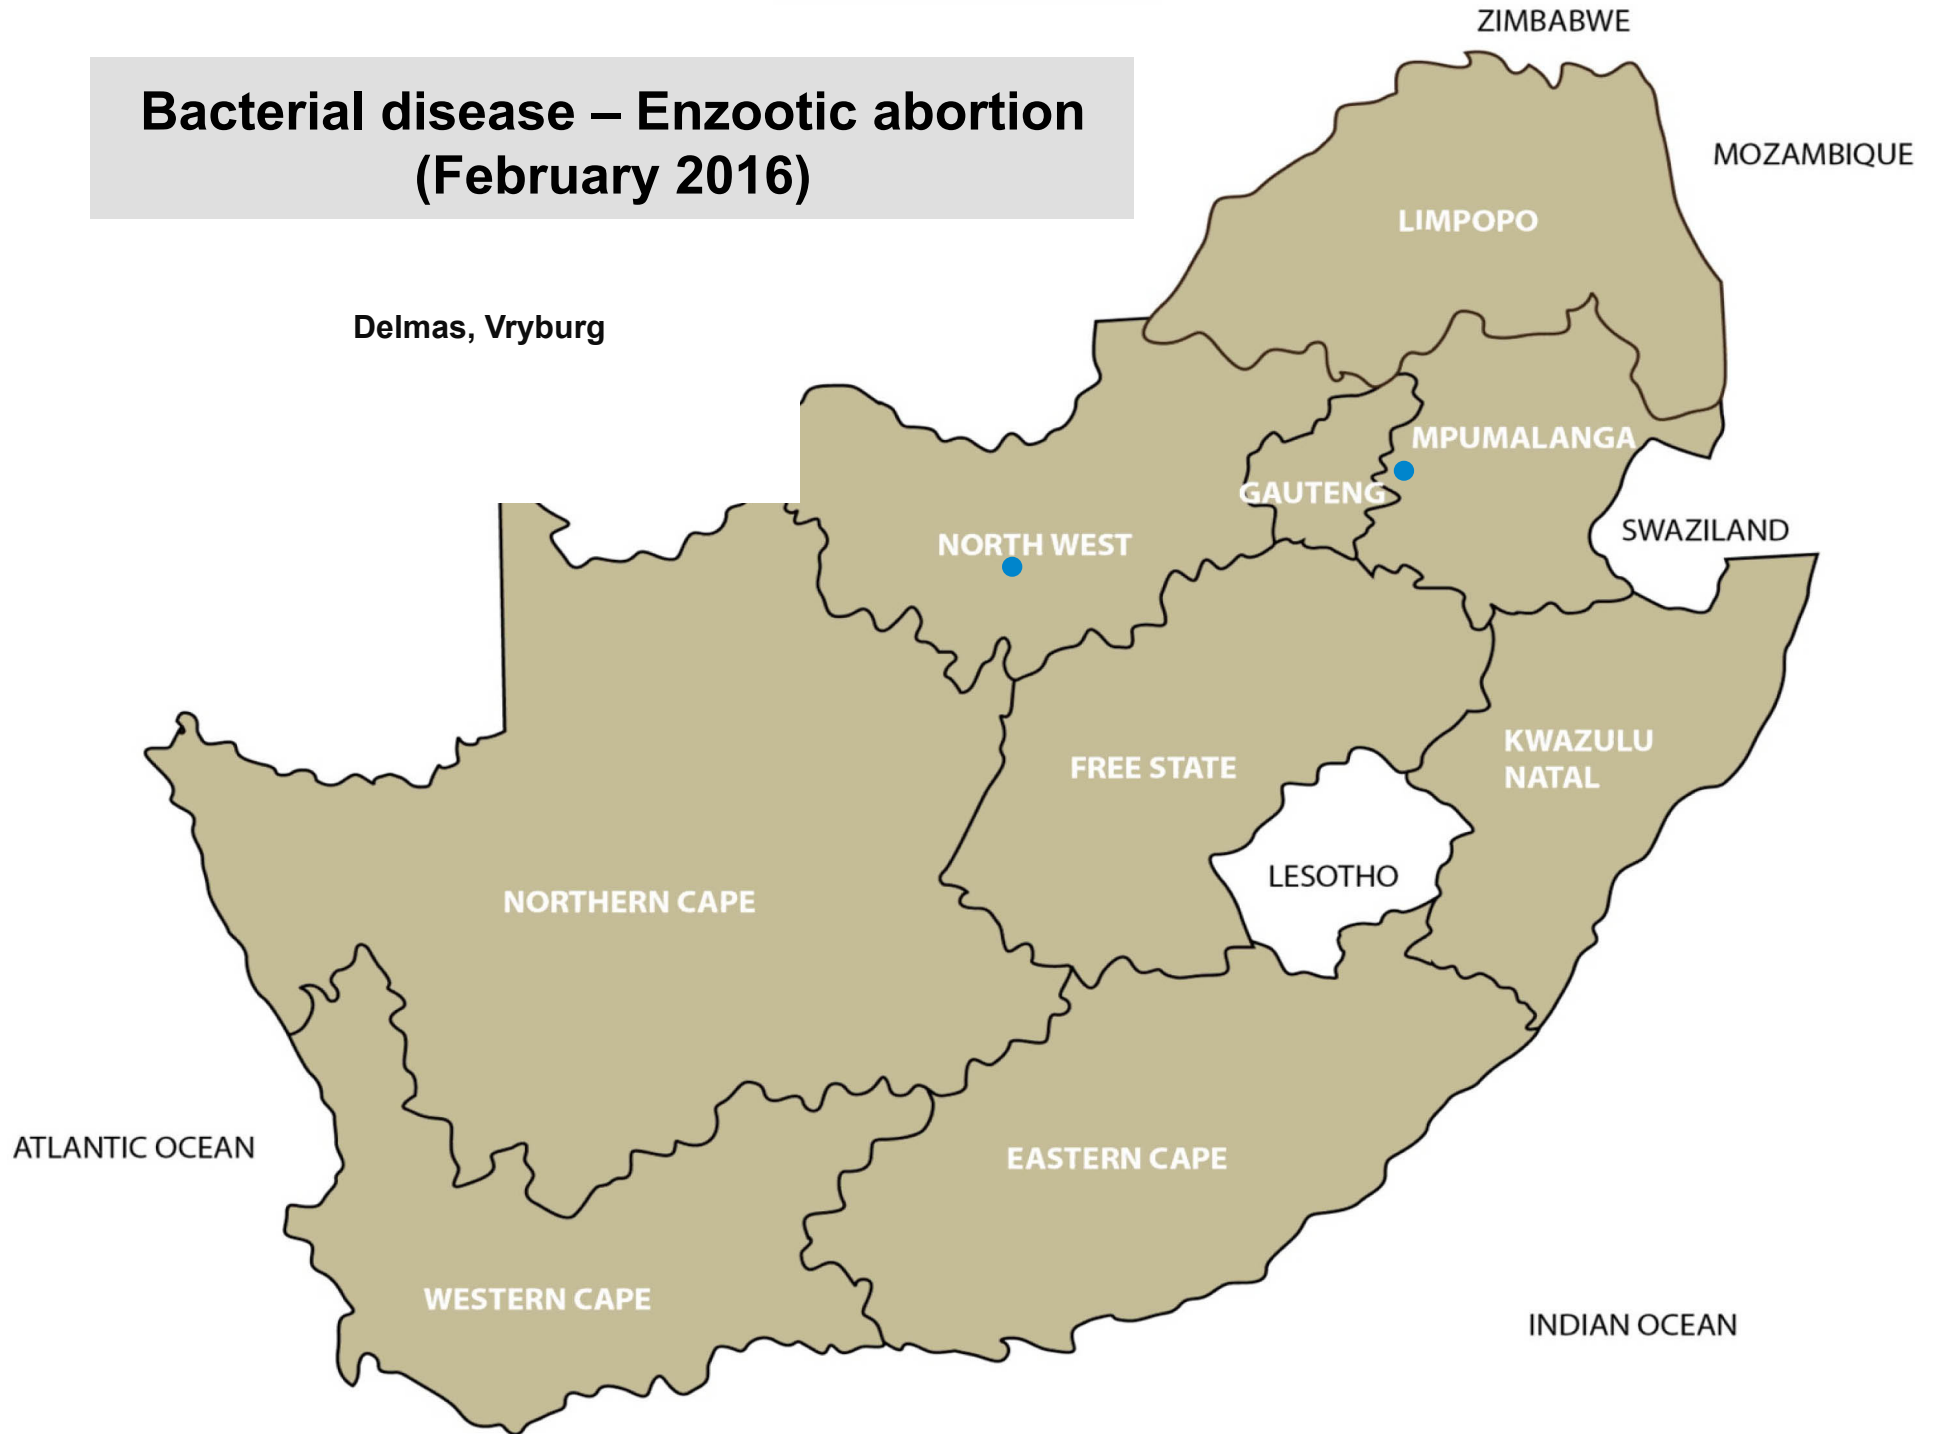 ZIMBABWE
Bacterial disease – Enzootic abortion
(February 2016)
MOZAMBIQUE
LIMPOPO
Delmas, Vryburg
MPUMALANGA
GAUTENG
SWAZILAND
NORTH WEST
KWAZULU
NATAL
FREE STATE
LESOTHO
NORTHERN CAPE
ATLANTIC OCEAN
EASTERN CAPE
WESTERN CAPE
INDIAN OCEAN